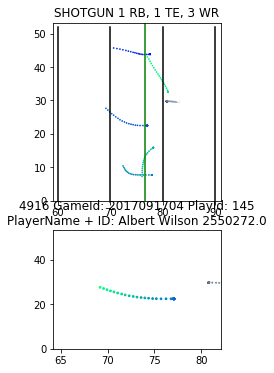 SHOTGUN 1 RB, 1 TE, 3 WR
50
40
30
20
10
0
60 70 80 90
4916 GameId: 2017091704 PlayId: 145
PlayerName + ID: Albert Wilson 2550272.0
40
20
0
65 70 75 80